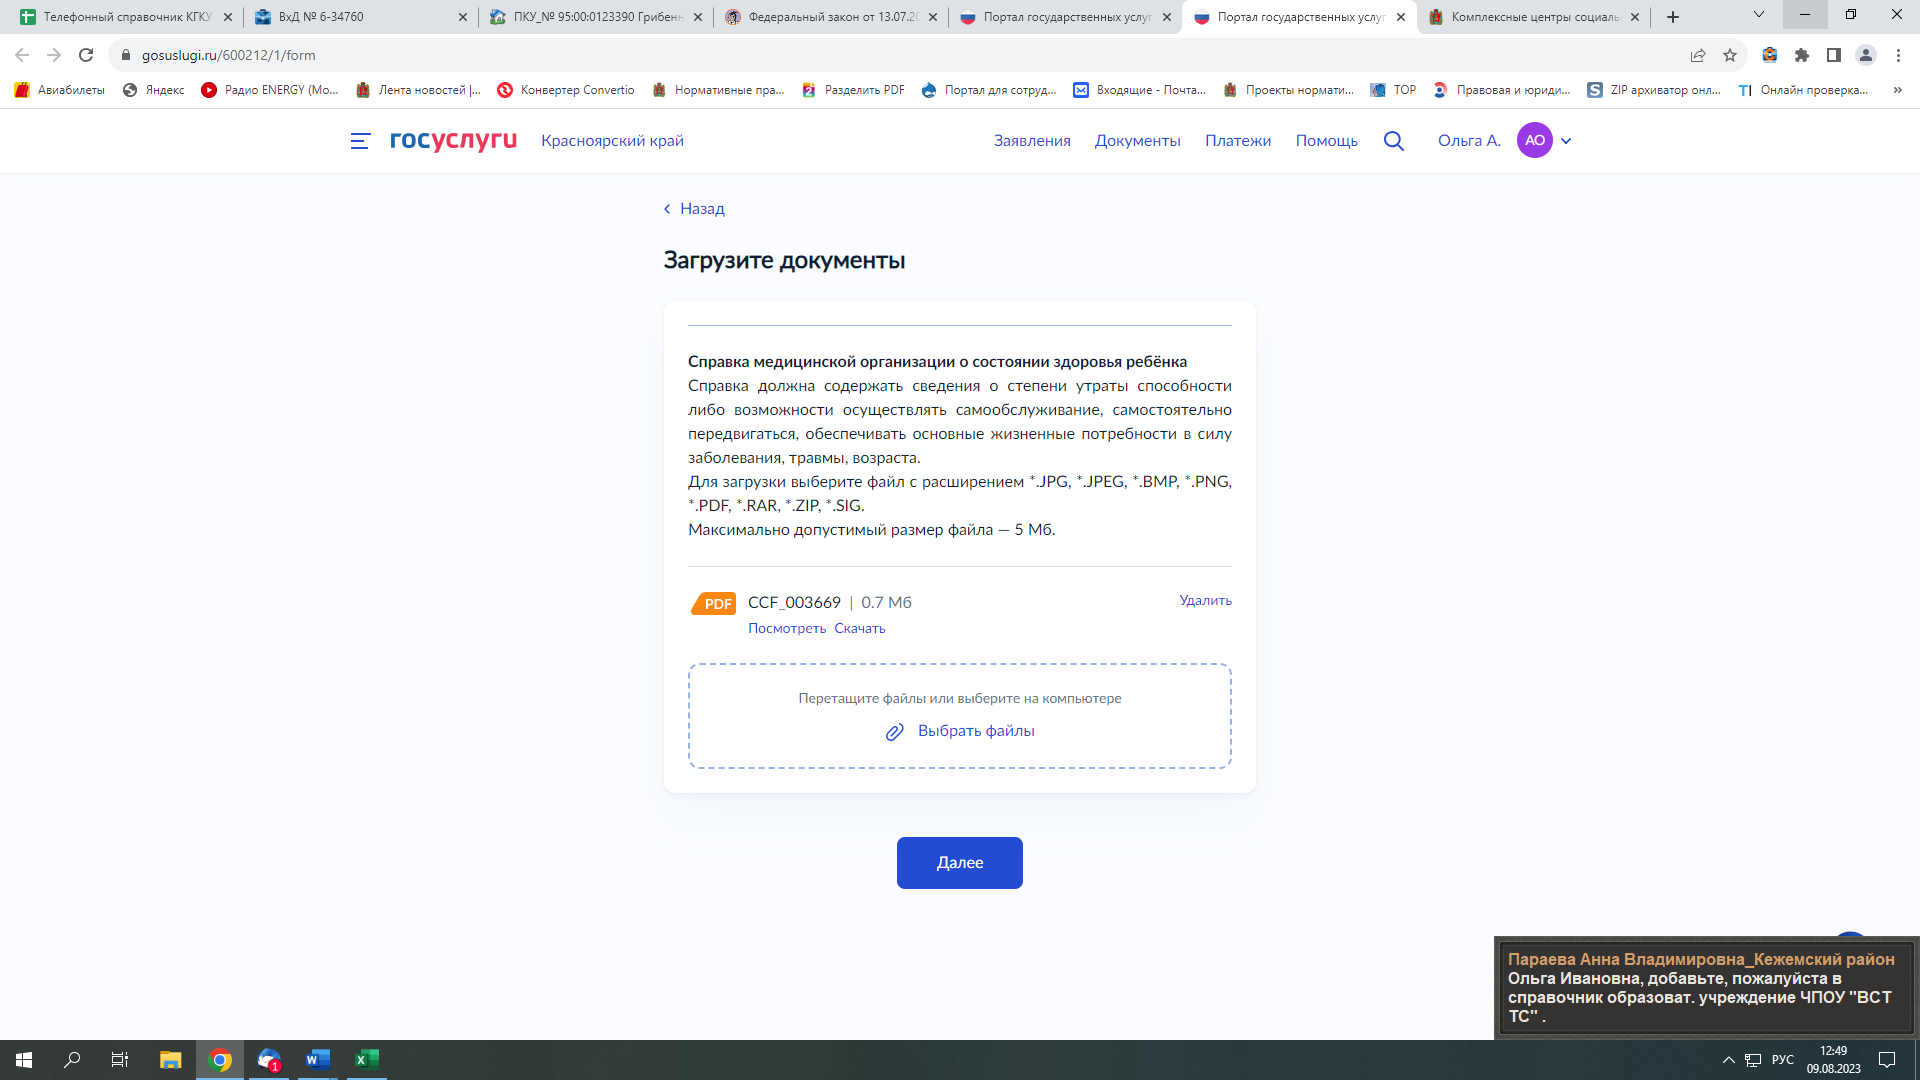 Телефонный справочник КГКУ
ВхД № 6-34760
ПКУ_№ 95:00:0123390 Грибенн
Федеральный закон от 13.07.20
Портал государственных услуг
Портал государственных услуг
Комплексные центры социаль
gosuslugi.ru/600212/1/form
Авиабилеты
Яндекс
Радио ENERGY (Мо...
Лента новостей |...
Конвертер Convertio
Нормативные пра...
Разделить PDF
Портал для сотруд...
Входящие - Почта...
Проекты нормати...
ТОР
Правовая и юриди...
ZIP архиватор онл...
Онлайн проверка...
госуслуги
Красноярский край
Заявления
Документы
Платежи
Помощь
Ольга А.
АО
Назад
Загрузите документы
Справка медицинской организации о состоянии здоровья ребёнка
Справка должна содержать сведения о степени утраты способности
либо возможности осуществлять самообслуживание, самостоятельно
передвигаться, обеспечивать основные жизненные потребности в силу
заболевания, травмы, возраста.
Для загрузки выберите файл с расширением *.JPG, *.JPEG, *.BMP, *.PNG,
*.PDF, *.RAR, *.ZIP, *.SIG.
Максимально допустимый размер файла — 5 Мб.
PDF
CCF_003669 | 0.7 Мб
Удалить
Посмотреть Скачать
Перетащите файлы или выберите на компьютере
Выбрать файлы
Далее
Параева Анна Владимировна_Кежемский район
Ольга Ивановна, добавьте, пожалуйста в
справочник образоват. учреждение ЧПОУ "ВСТ
ТС" .
1
РУС
12:49
09.08.2023